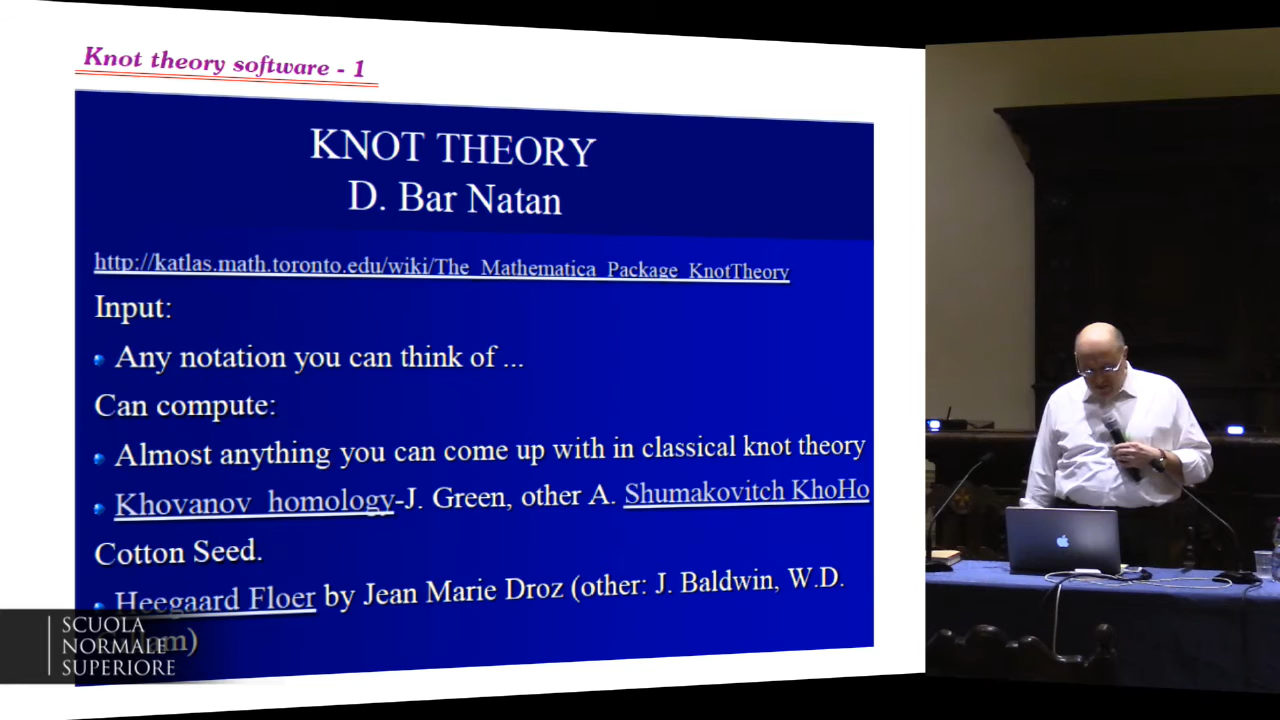 Knot theory software - 1
KNOT THEORY
D. Bar Natan
http://katlas.math.toronto.edu/wiki/The_Mathematica_Package_KnotTheory
Input:
Any notation you can think of ...
Can compute:
Almost anything you can come up with in classical knot theory
Khovanov homology-J. Green, other A. Shumakovitch KhoHo
Cotton Seed.
Heegaard Floer by Jean Marie Droz (other: J. Baldwin, W.D.
SCUOLA
NORMALE
SUPERIORE